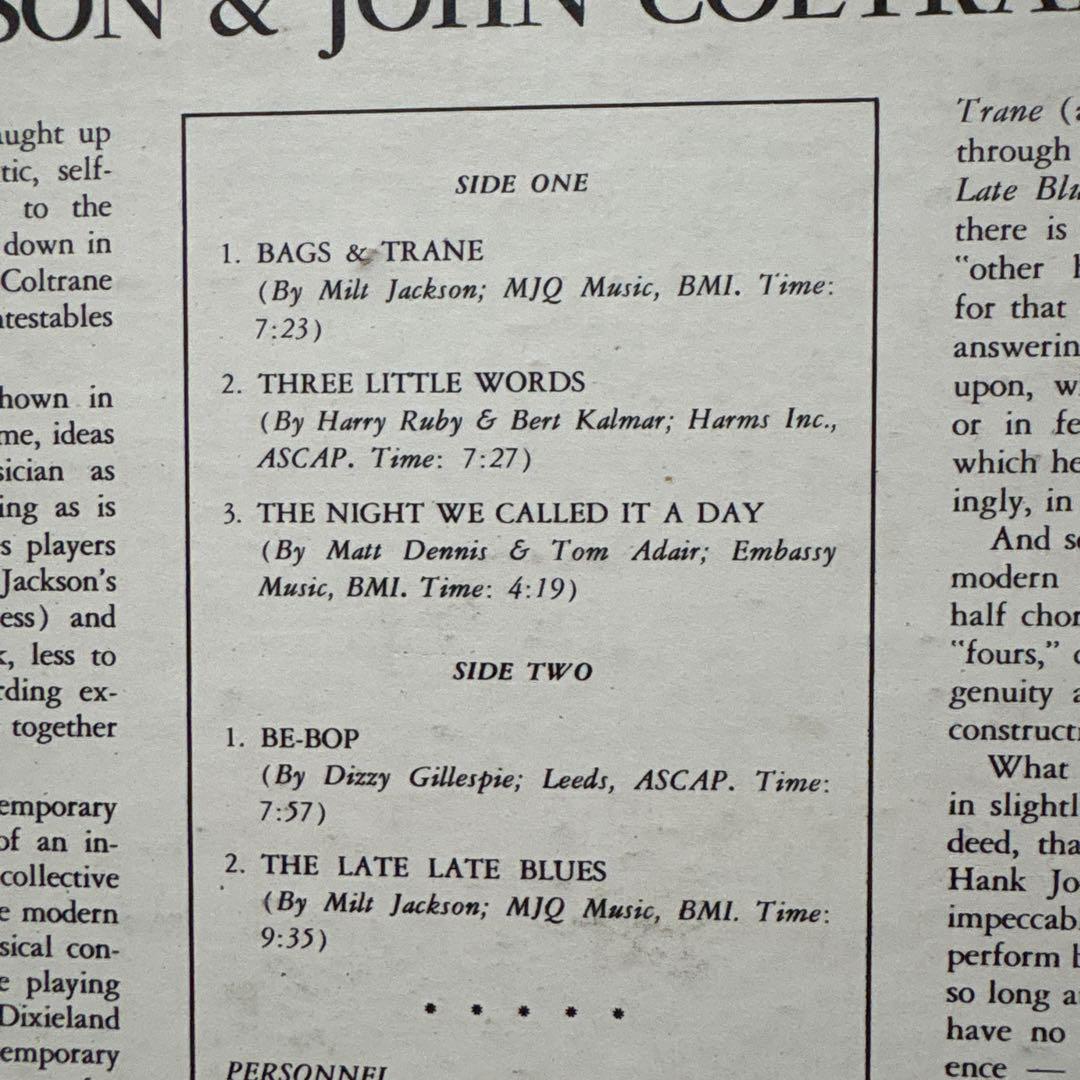 & JOHN
aught up
tic, self-
to the
down in
Coltrane
ntestables
hown in
me, ideas
sician as
ing as is
s players
Jackson's
ess) and
less to
rding ex-
together
emporary
of an in-
collective
e modern
sical con-
e playing
Dixieland
emporary
SIDE ONE
1. BAGS & TRANE
(By Milt Jackson; MJQ Music, BMI. Time:
7:23)
2. THREE LITTLE WORDS
(By Harry Ruby & Bert Kalmar; Harms Inc.,
ASCAP. Time: 7:27)
3. THE NIGHT WE CALLED IT A DAY
(By Matt Dennis & Tom Adair; Embassy
Music, BMI. Time: 4:19)
SIDE TWO
1. BE-BOP
(By Dizzy Gillespie; Leeds, ASCAP. Time:
7:57)
2. THE LATE LATE BLUES
(By Milt Jackson; MJQ Music, BMI. Time:
9:35)
* * * * *
PERSONNEL
Trane (a
through
Late Blu
there is
"other h
for that
answerin
upon, w
or in fe
which he
ingly, in
And so
modern
half chor
"fours," c
genuity a
constructi
What
in slightl
deed, tha
Hank Jo
impeccab
perform b
so long a
have no
ence —